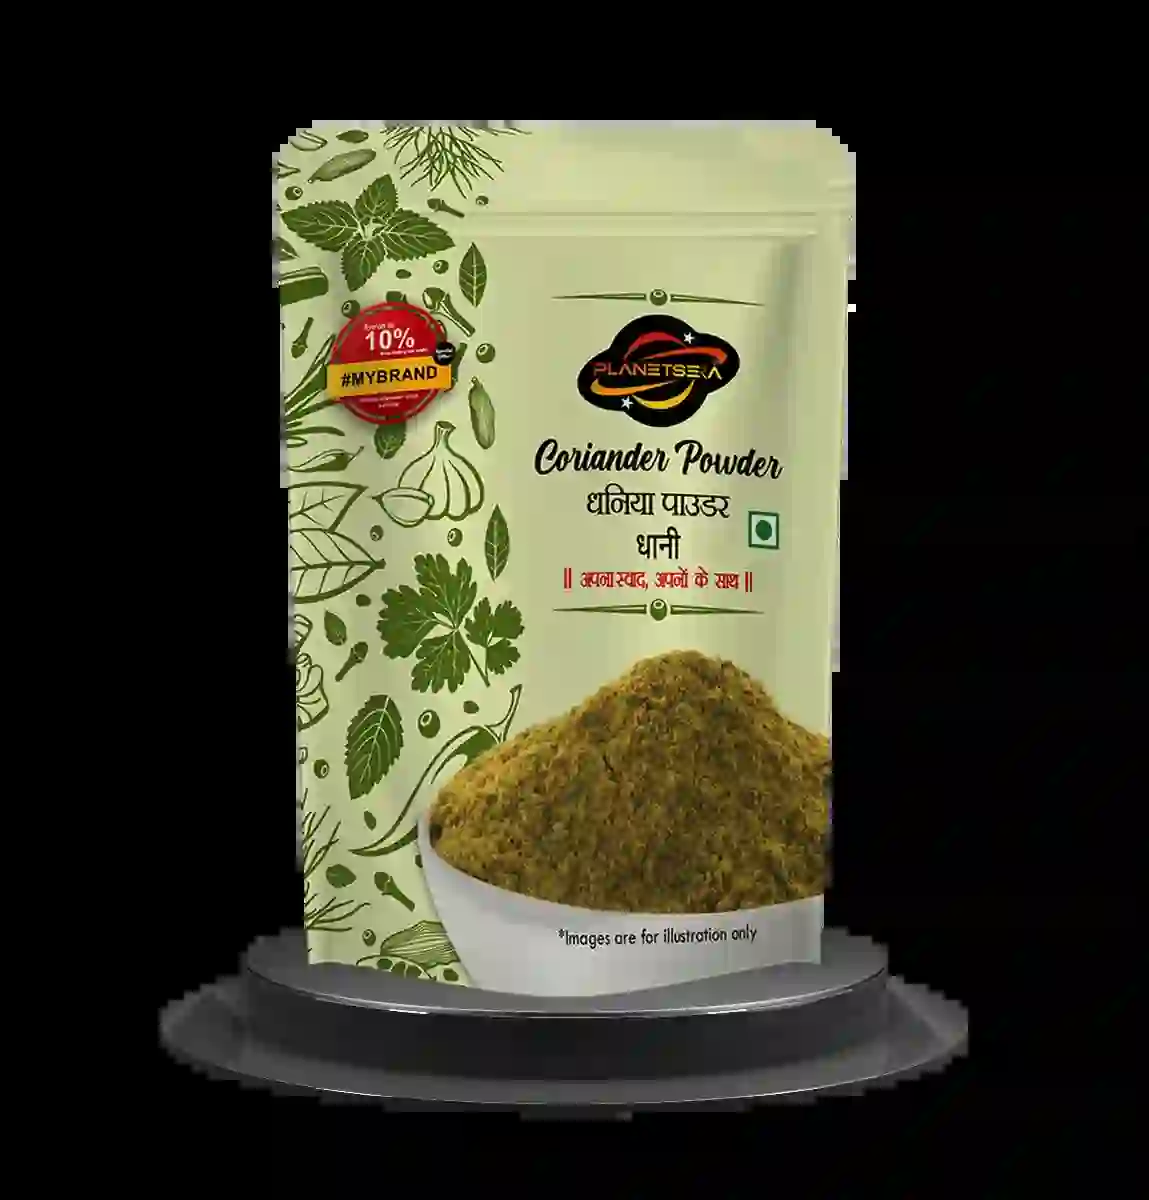 10%
#MYBRAND
PLANETSERA
Coriander Powder
धनिया पाउडर
धानी
|| अपना स्वाद, अपनों के साथ ||
*Images are for illustration only